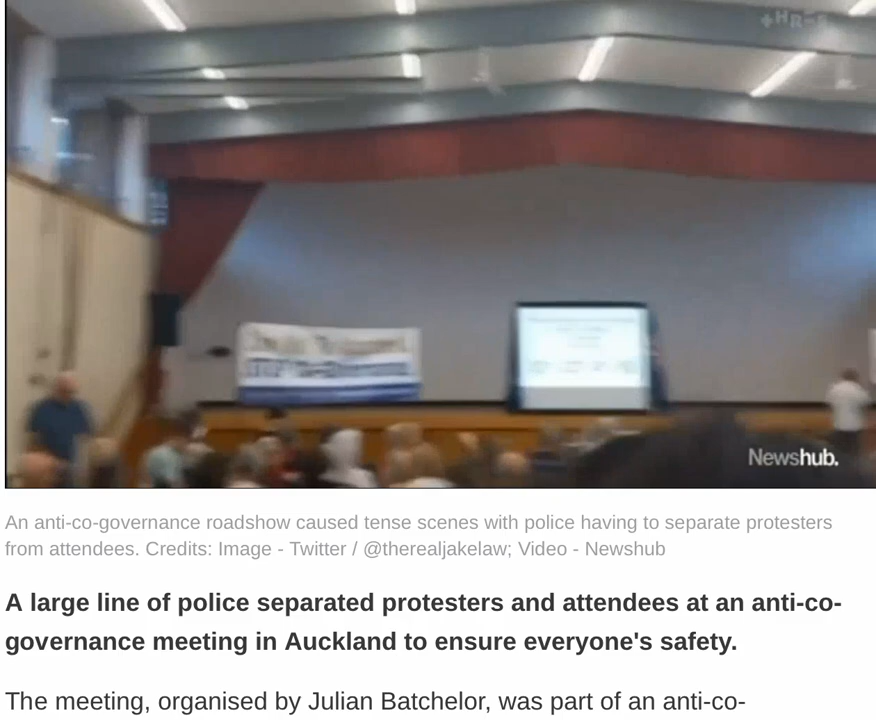 Newshub.
An anti-co-governance roadshow caused tense scenes with police having to separate protesters
from attendees. Credits: Image - Twitter / @therealjakelaw; Video - Newshub
A large line of police separated protesters and attendees at an anti-co-
governance meeting in Auckland to ensure everyone's safety.
The meeting, organised by Julian Batchelor, was part of an anti-co-